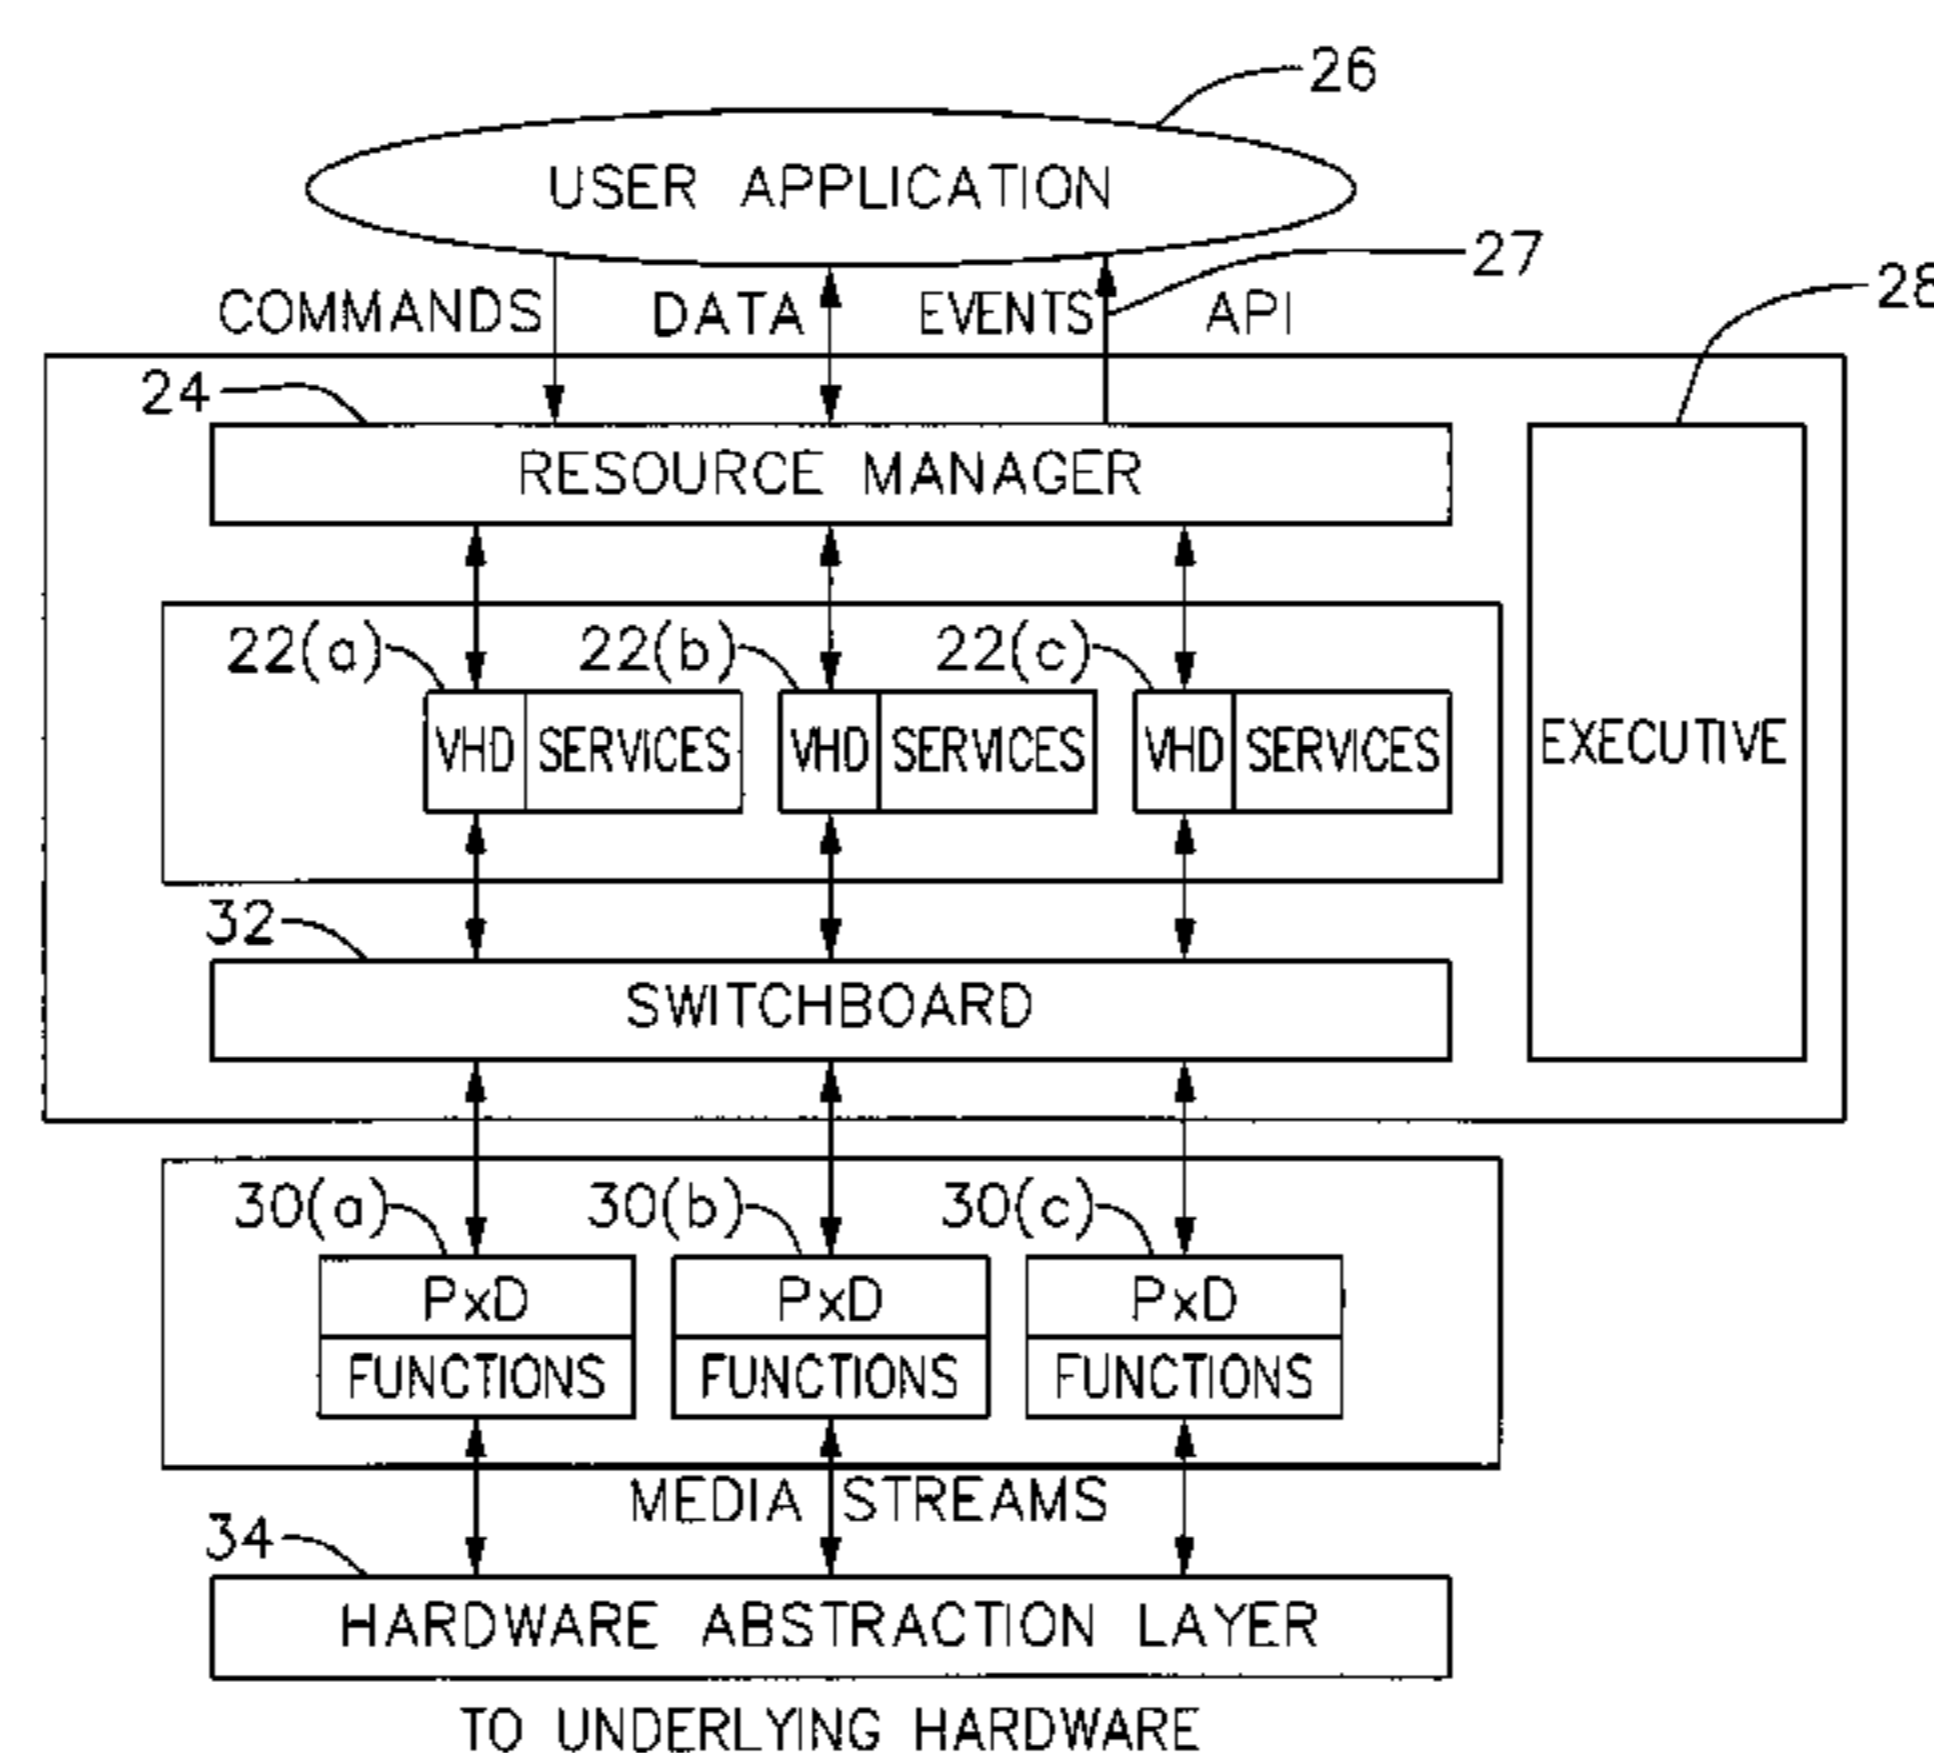 26
USER APPLICATION
27
28
COMMANDS DATA EVENTS API
24
RESOURCE MANAGER
22(a) 22(b) 22(c)
VHD SERVICES VHD SERVICES VHD SERVICES
EXECUTIVE
32
SWITCHBOARD
30(a) 30(b) 30(c)
PxD PxD PxD
FUNCTIONS FUNCTIONS FUNCTIONS
MEDIA STREAMS
34
HARDWARE ABSTRACTION LAYER
TO UNDERLYING HARDWARE